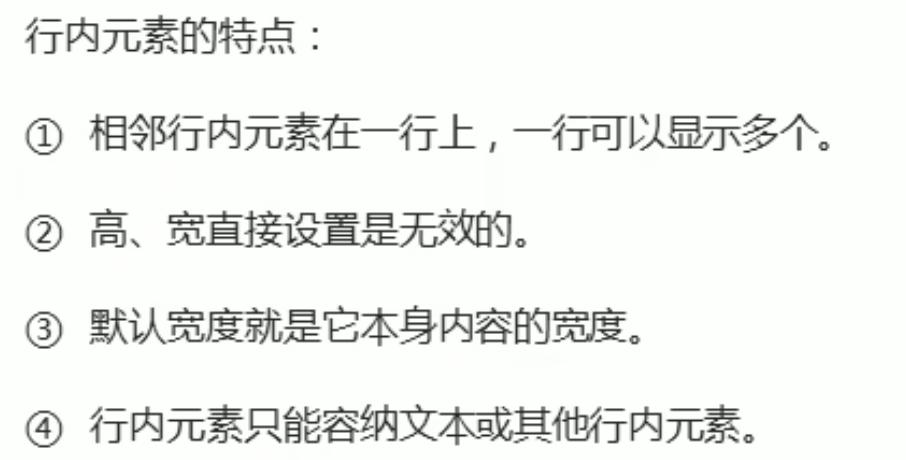 行内元素的特点：
① 相邻行内元素在一行上，一行可以显示多个。
② 高、宽直接设置是无效的。
③ 默认宽度就是它本身内容的宽度。
④ 行内元素只能容纳文本或其他行内元素。